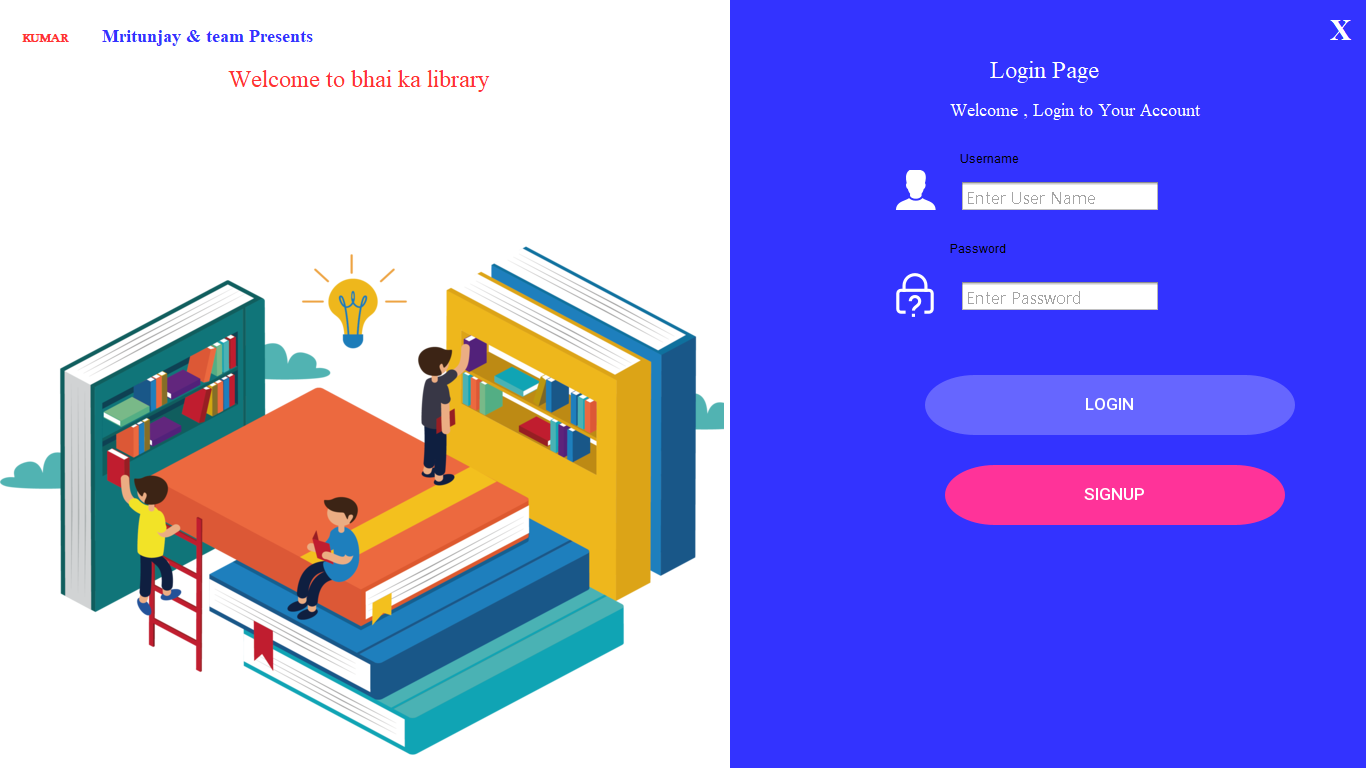 KUMAR Mritunjay & team Presents
Welcome to bhai ka library
X
Login Page
Welcome , Login to Your Account
Username
Enter User Name
Password
?
Enter Password
LOGIN
SIGNUP